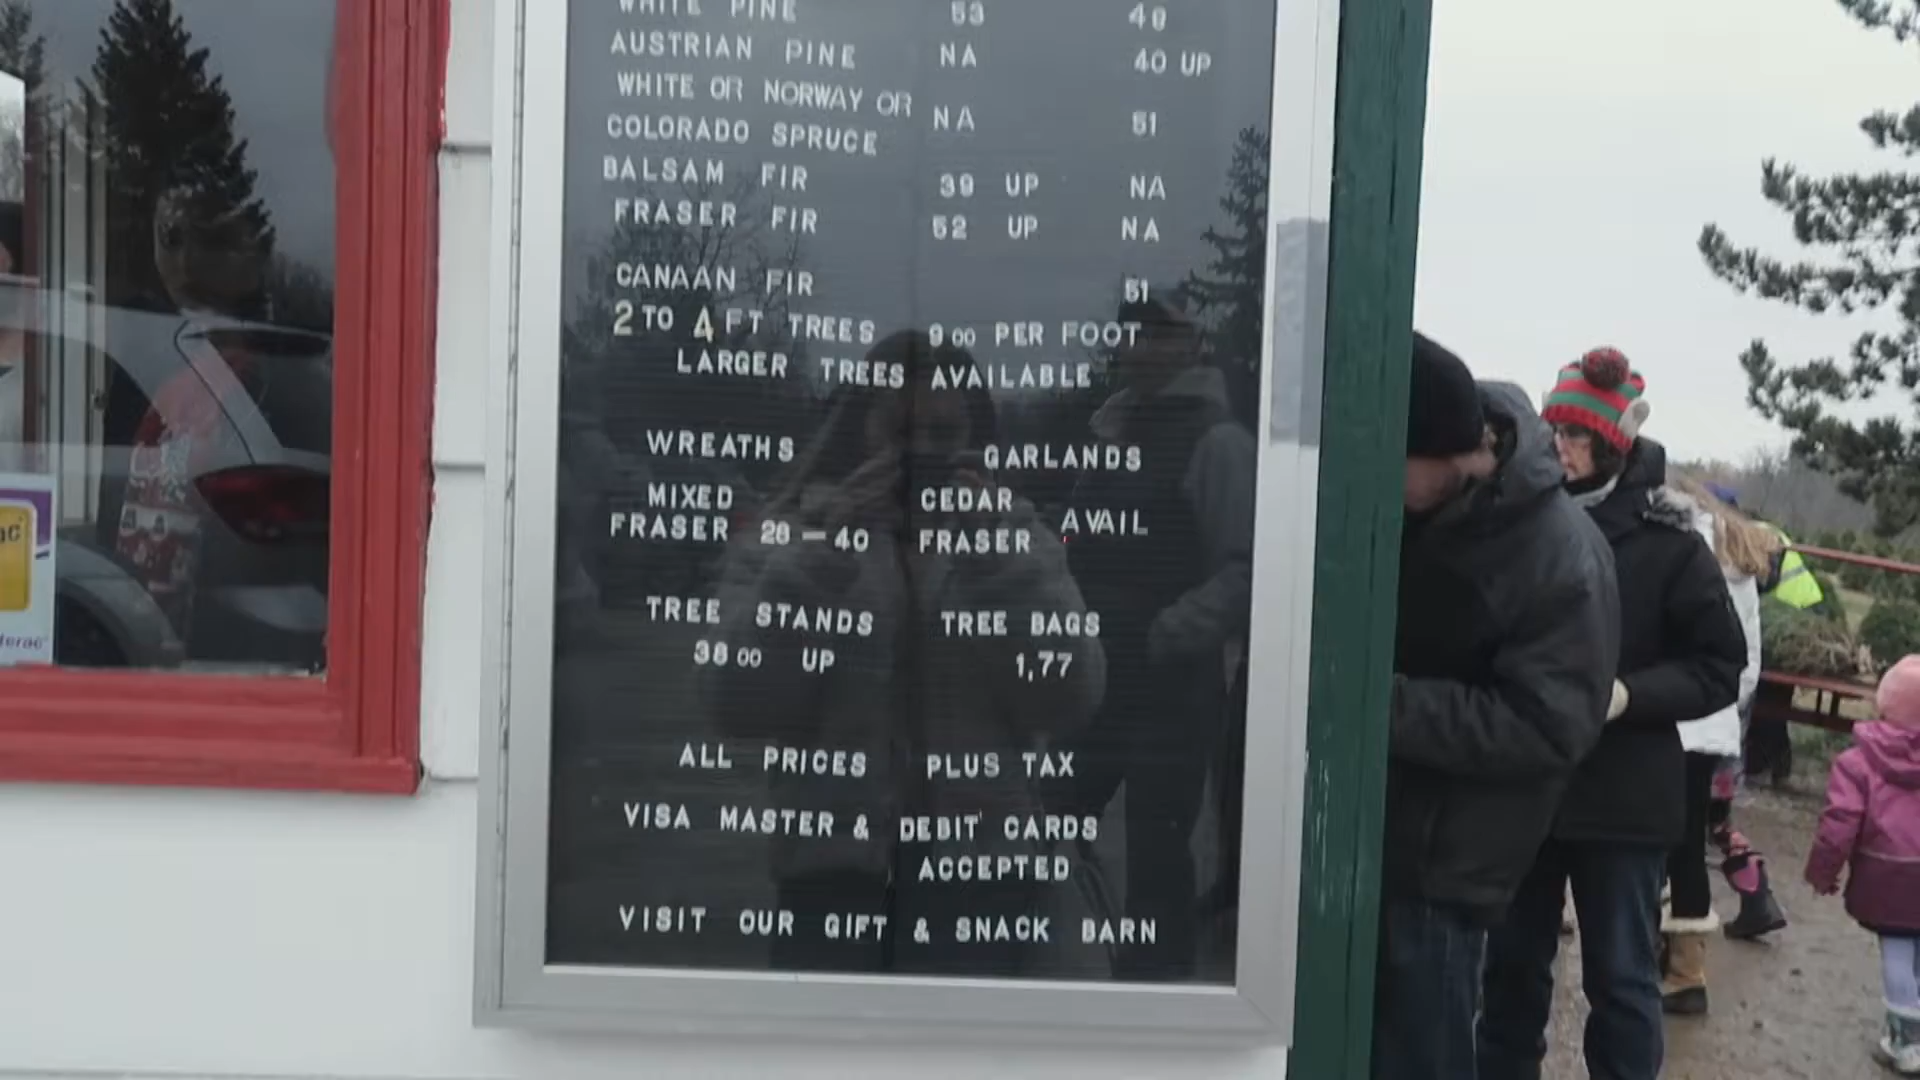 WHITE PINE 53 49
AUSTRIAN PINE NA 40 UP
WHITE OR NORWAY OR
COLORADO SPRUCE NA 51
BALSAM FIR 39 UP NA
FRASER FIR 52 UP NA
CANAAN FIR 51
2 TO 4 FT TREES 9 00 PER FOOT
LARGER TREES AVAILABLE
WREATHS GARLANDS
MIXED CEDAR
FRASER 28 — 40 FRASER AVAIL
TREE STANDS TREE BAGS
38 00 UP 1,77
ALL PRICES PLUS TAX
VISA MASTER & DEBIT CARDS
ACCEPTED
VISIT OUR GIFT & SNACK BARN